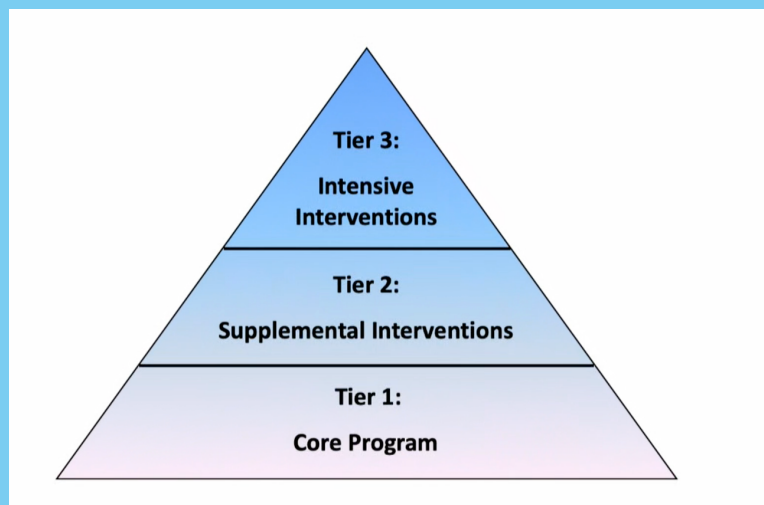 Tier 3:
Intensive
Interventions
Tier 2:
Supplemental Interventions
Tier 1:
Core Program